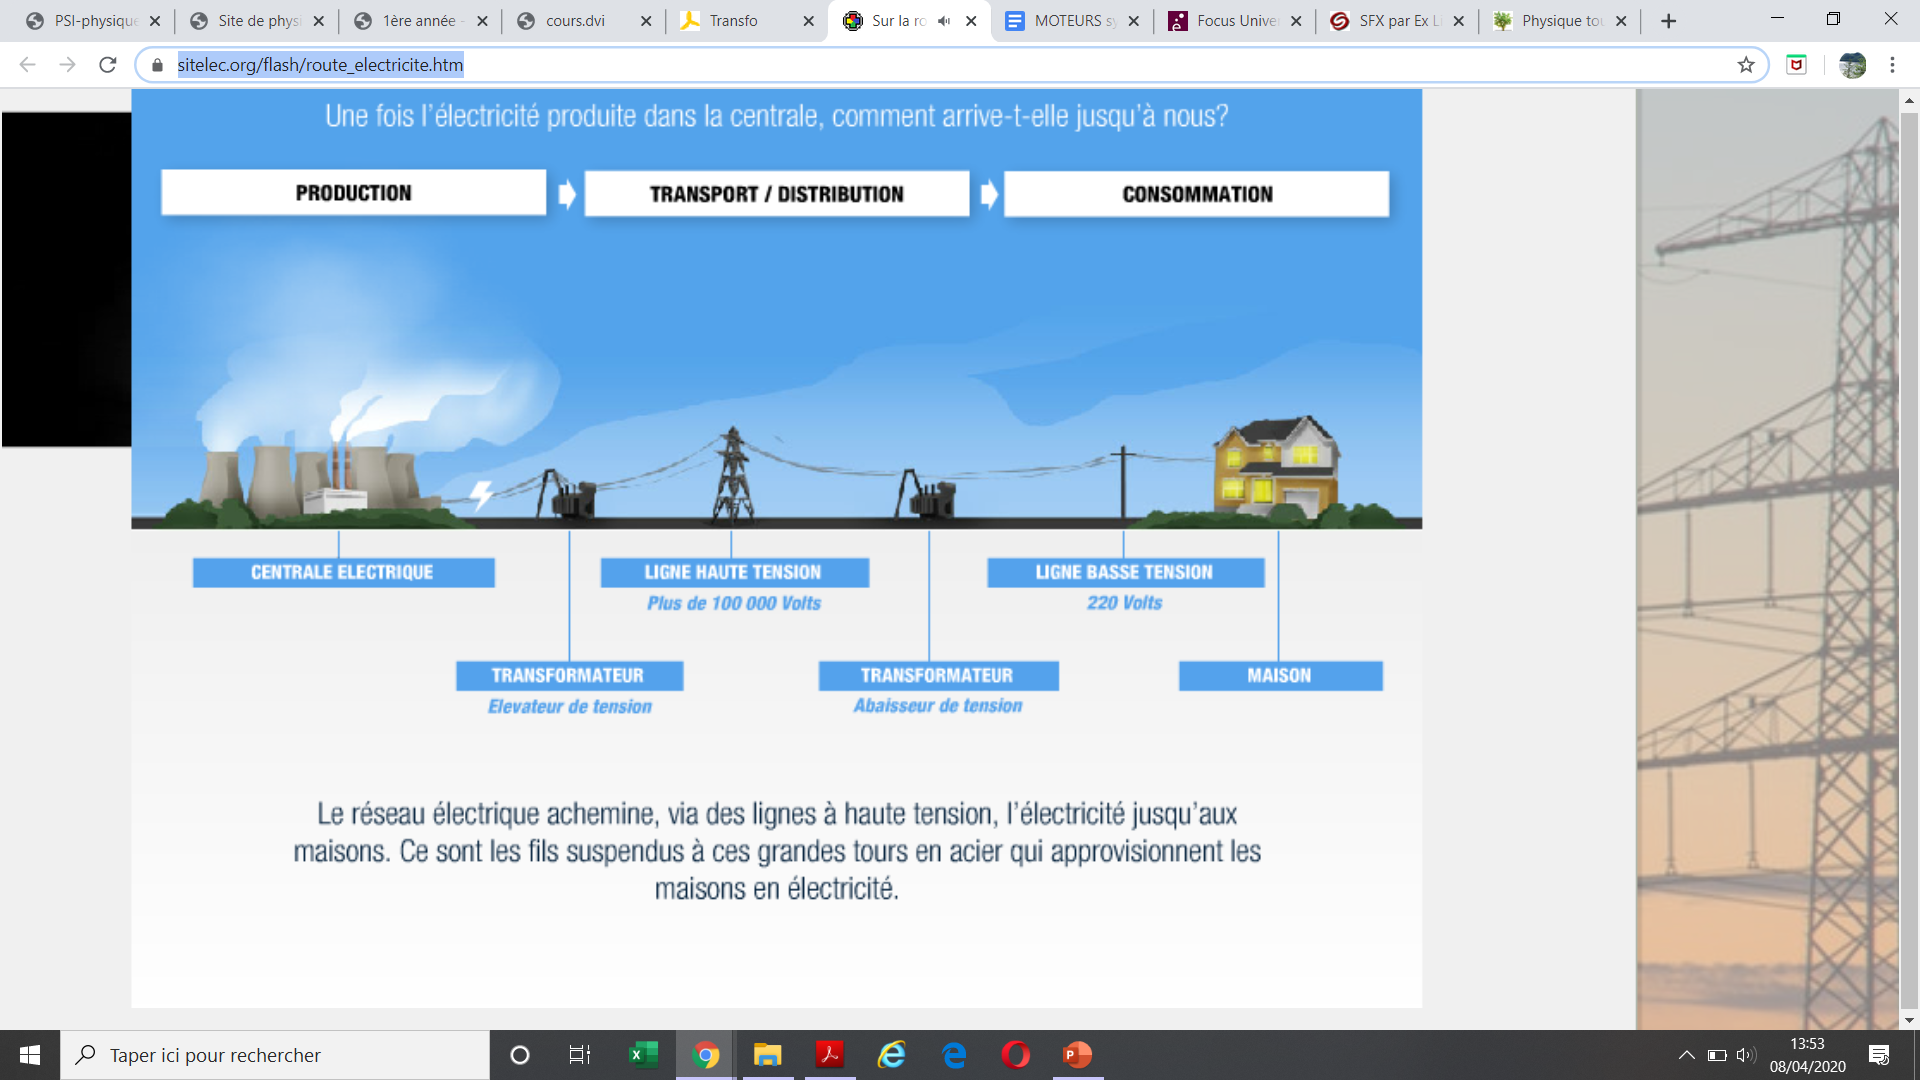 PSI-physique
Site de physi
1ère année -
cours.dvi
Transfo
Sur la ro
MOTEURS sy
Focus Univer
SFX par Ex Li
Physique tou
sitelec.org/flash/route_electricite.htm
Une fois l'électricité produite dans la centrale, comment arrive-t-elle jusqu'à nous?
PRODUCTION
TRANSPORT / DISTRIBUTION
CONSOMMATION
CENTRALE ELECTRIQUE
LIGNE HAUTE TENSION
LIGNE BASSE TENSION
Plus de 100 000 Volts
220 Volts
TRANSFORMATEUR
TRANSFORMATEUR
MAISON
Elevateur de tension
Abaisseur de tension
Le réseau électrique achemine, via des lignes à haute tension, l'électricité jusqu'aux
maisons. Ce sont les fils suspendus à ces grandes tours en acier qui approvisionnent les
maisons en électricité.
Taper ici pour rechercher
13:53
08/04/2020